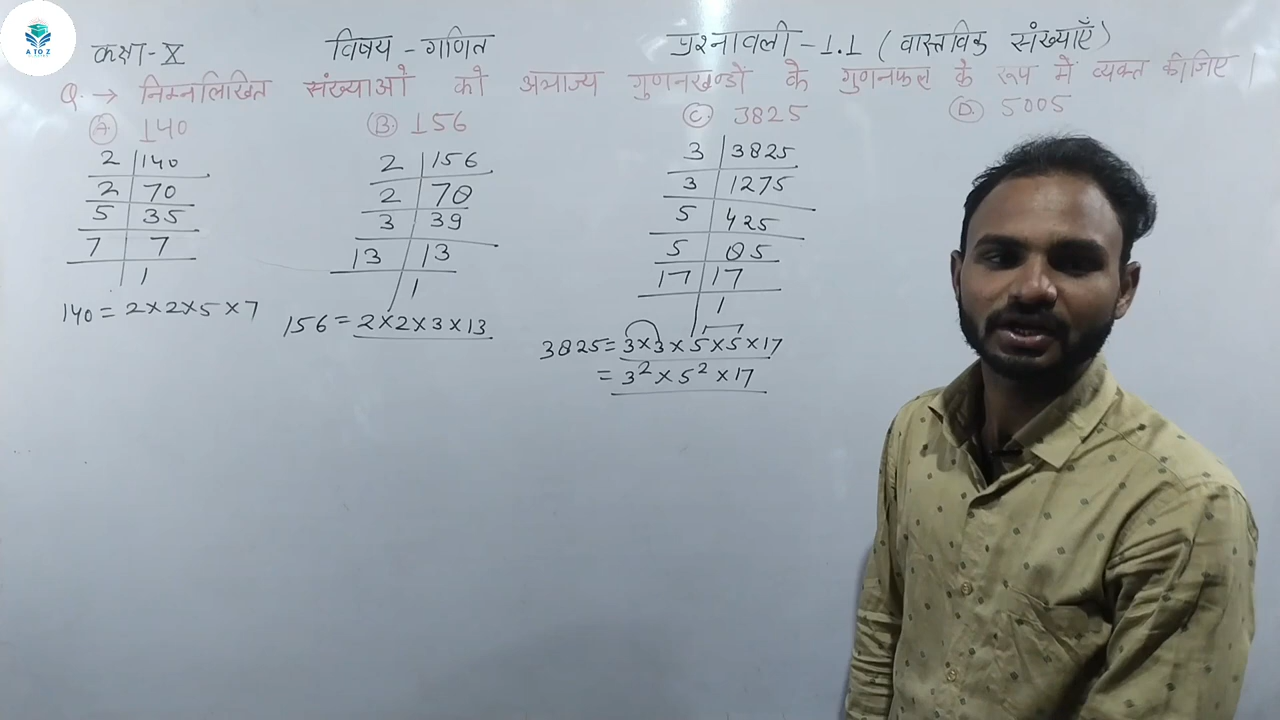 A TO Z
कक्षा-X विषय - गणित प्रश्नावली - 1.1 (वास्तविक संख्याएँ)
Q. → निम्नलिखित संख्याओं को अभाज्य गुणनखण्डों के गुणनफल के रूप में व्यक्त कीजिए।
(A.) 140 (B.) 156 (C.) 3825 (D.) 5005
2 | 140
2 | 70
5 | 35
7 | 7
1
140 = 2×2×5×7
2 | 156
2 | 78
3 | 39
13 | 13
1
156 = 2×2×3×13
3 | 3825
3 | 1275
5 | 425
5 | 85
17 | 17
1
3825 = 3×3×5×5×17
= 3² × 5² × 17